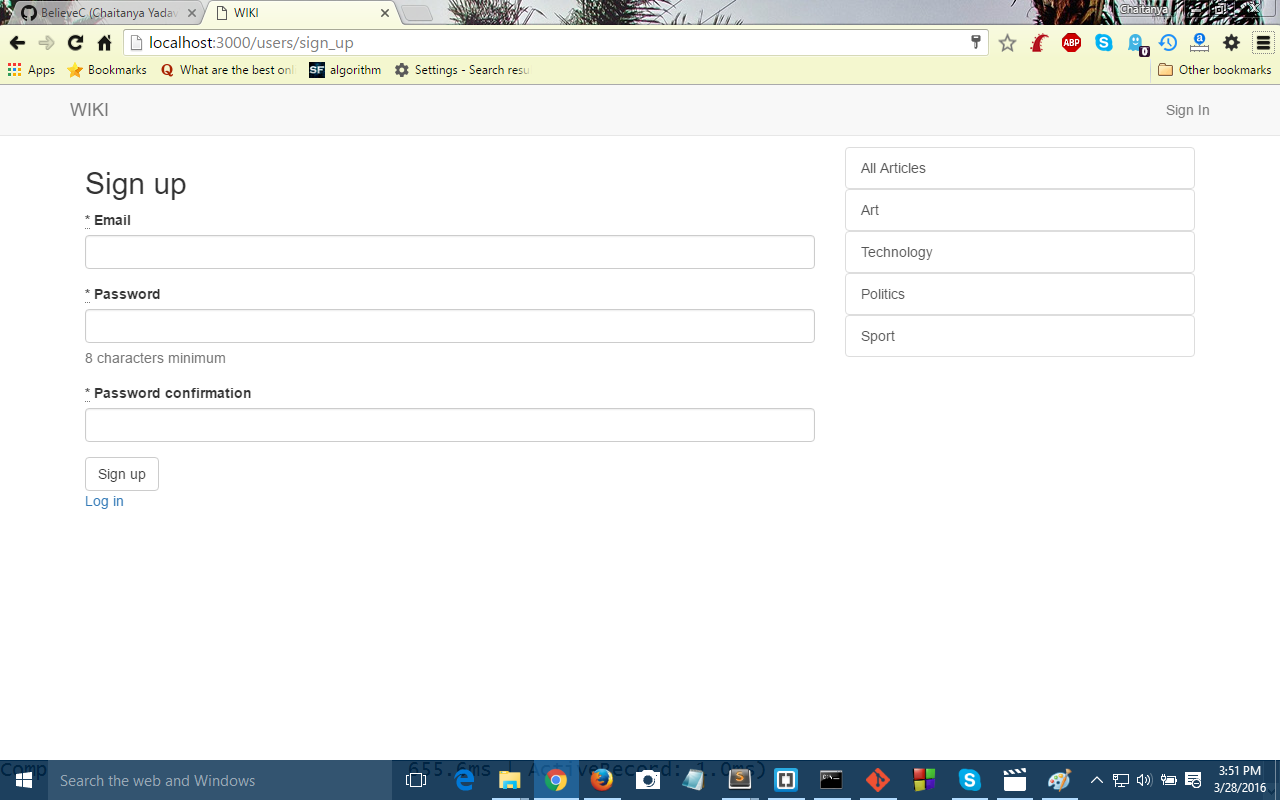 BelieveC (Chaitanya Yadav
WIKI
Chaitanya
localhost:3000/users/sign_up
ABP
0
a
Apps
Bookmarks
Q What are the best onl
SF algorithm
Settings - Search resu
Other bookmarks
WIKI
Sign In
Sign up
* Email
* Password
8 characters minimum
* Password confirmation
Sign up
Log in
All Articles
Art
Technology
Politics
Sport
Comp
655.6ms | ActiveRecord: 1.0ms)
Search the web and Windows
3:51 PM
3/28/2016